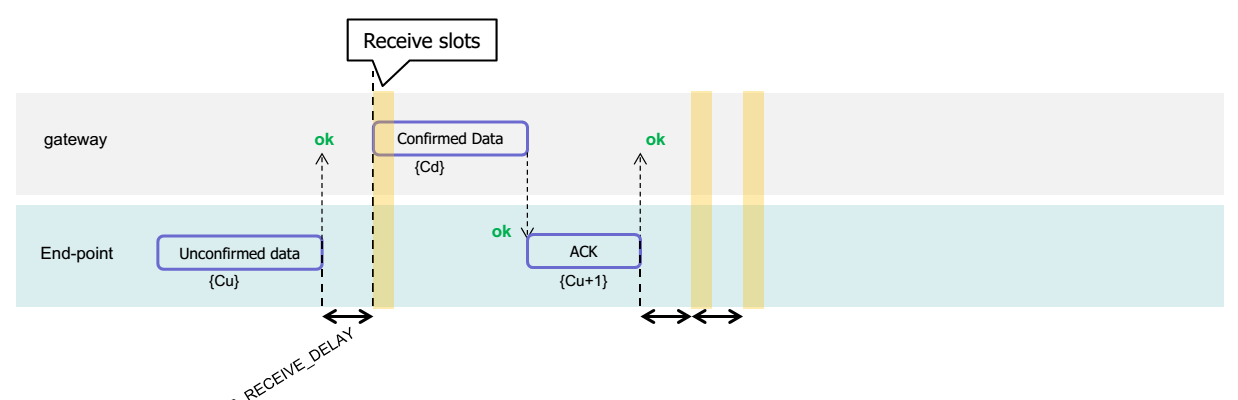 Receive slots
gateway
ok
Confirmed Data
ok
{Cd}
End-point
Unconfirmed data
ok
ACK
{Cu}
{Cu+1}
RECEIVE_DELAY